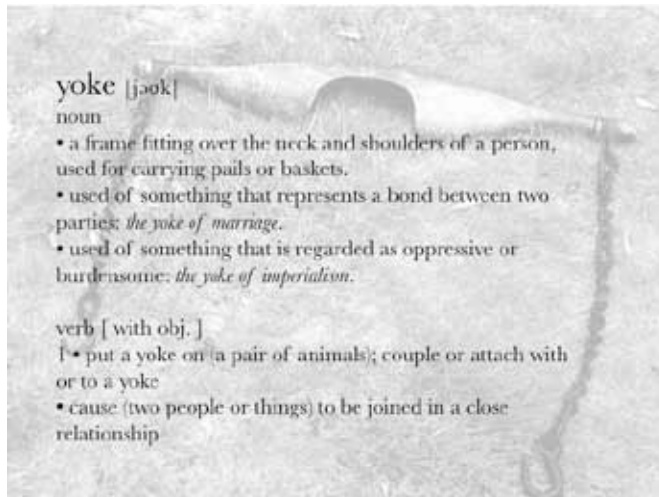 yoke |jəʊk|
noun
• a frame fitting over the neck and shoulders of a person,
used for carrying pails or baskets.
• used of something that represents a bond between two
parties: the yoke of marriage.
• used of something that is regarded as oppressive or
burdensome: the yoke of imperialism.
verb [ with obj. ]
1 • put a yoke on (a pair of animals); couple or attach with
or to a yoke
• cause (two people or things) to be joined in a close
relationship